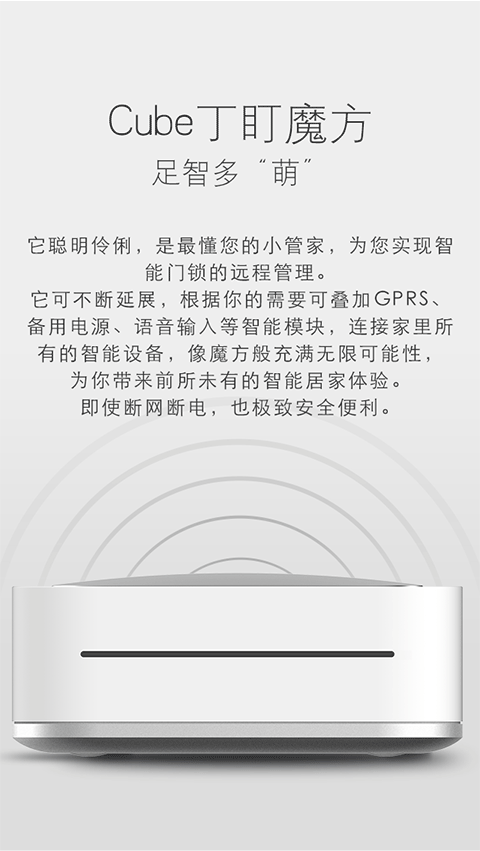 Cube丁盯魔方
足智多“萌”
它聪明伶俐，是最懂您的小管家，为您实现智
能门锁的远程管理。
它可不断延展，根据你的需要可叠加GPRS、
备用电源、语音输入等智能模块，连接家里所
有的智能设备，像魔方般充满无限可能性，
为你带来前所未有的智能居家体验。
即使断网断电，也极致安全便利。